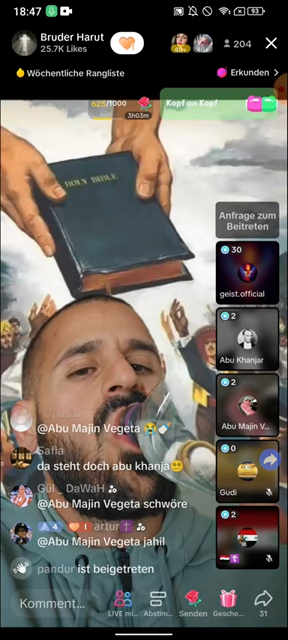 18:47
93
Bruder Harut
25.7K Likes
204
Wöchentliche Rangliste
Erkunden
625/1000
3h03m
Kopf an Kopf
HOLY BIBLE
Anfrage zum
Beitreten
30
geist.official
2
Abu Khanjar
2
Abu Majin V...
0
Gudi
2
@Abu Majin Vegeta 😭
Safia
da steht doch abu khanja
Gül _ DaWaH
@Abu Majin Vegeta schwöre
4 I artur
@Abu Majin Vegeta jahil
pandur ist beigetreten
Komment...
LIVE mi...
Abstim...
Senden
Gesche...
31